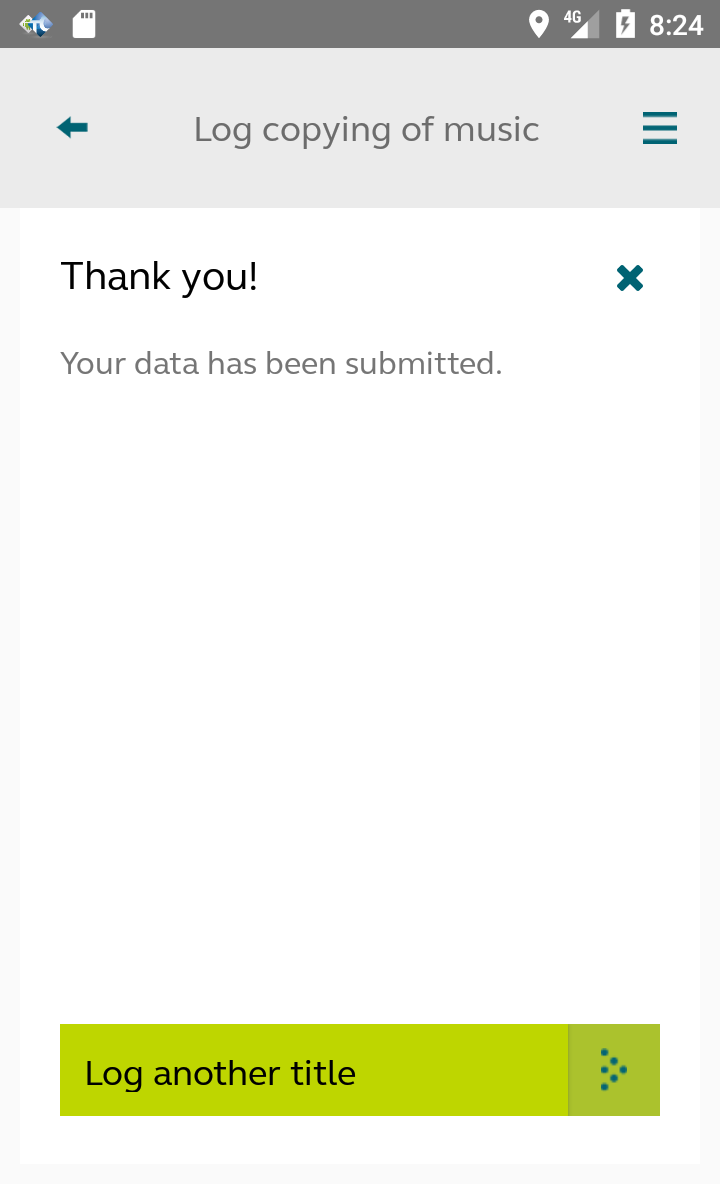 4G 8:24
Log copying of music
Thank you!
Your data has been submitted.
Log another title